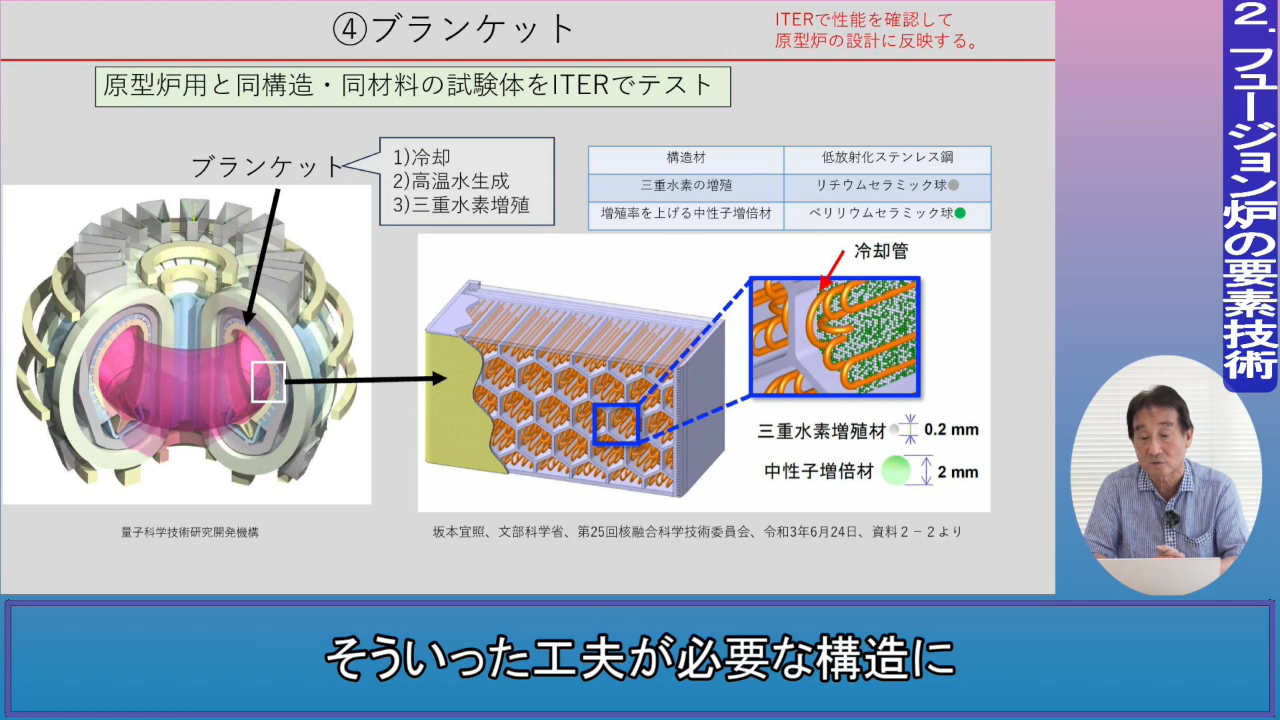 ④ブランケット
ITERで性能を確認して
原型炉の設計に反映する。
原型炉用と同構造・同材料の試験体をITERでテスト
ブランケット
1)冷却
2)高温水生成
3)三重水素増殖
構造材 低放射化ステンレス鋼
三重水素の増殖 リチウムセラミック球
増殖率を上げる中性子増倍材 ベリリウムセラミック球
冷却管
三重水素増殖材 0.2 mm
中性子増倍材 2 mm
量子科学技術研究開発機構
坂本宜照、文部科学省、第25回核融合科学技術委員会、令和3年6月24日、資料２－２より
2. フュージョン炉の要素技術
そういった工夫が必要な構造に